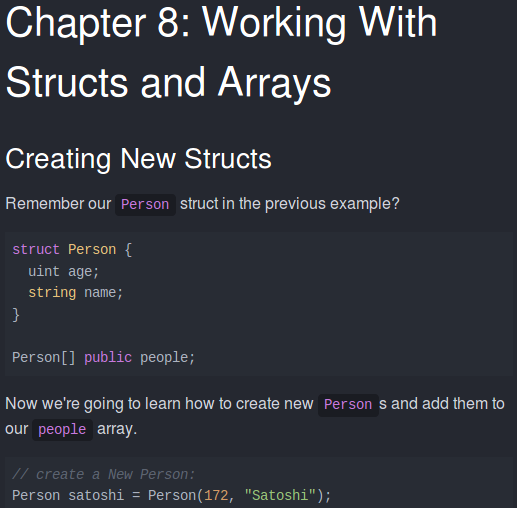 Chapter 8: Working With
Structs and Arrays
Creating New Structs
Remember our Person struct in the previous example?
struct Person {
  uint age;
  string name;
}
Person[] public people;
Now we're going to learn how to create new Person s and add them to
our people array.
// create a New Person:
Person satoshi = Person(172, "Satoshi");